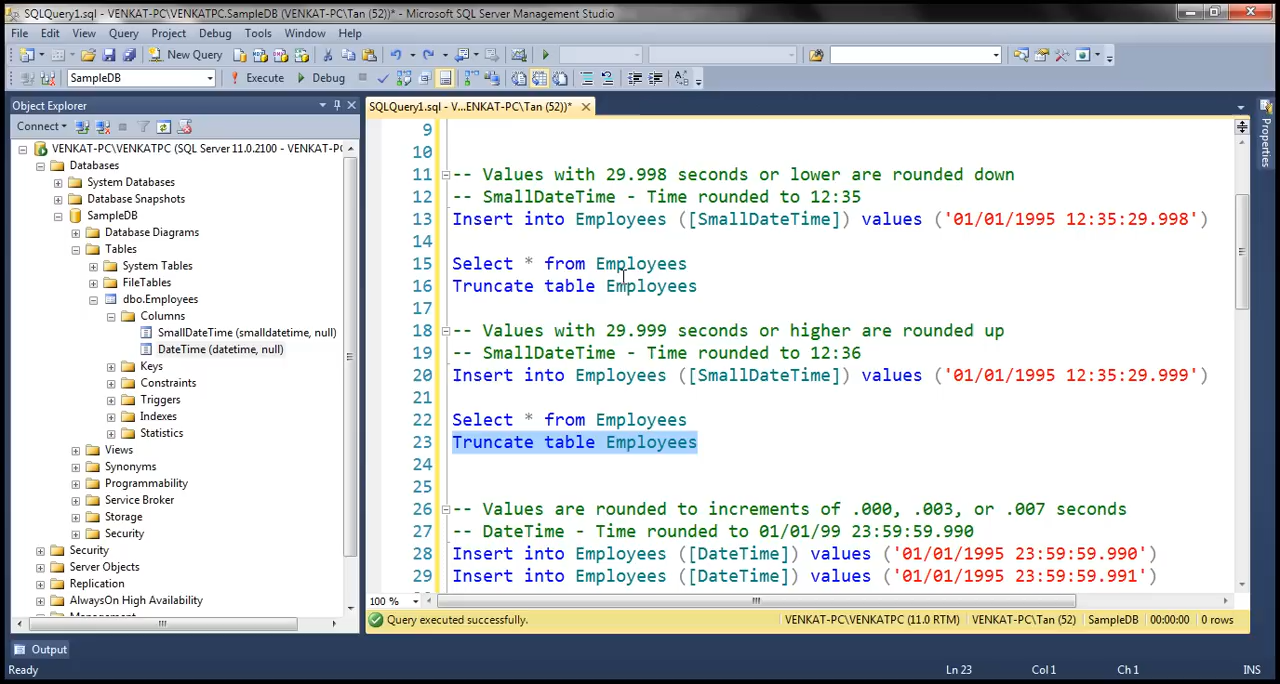 SQLQuery1.sql - VENKAT-PC\VENKATPC.SampleDB (VENKAT-PC\Tan (52))* - Microsoft SQL Server Management Studio
File Edit View Query Project Debug Tools Window Help
New Query
SampleDB Execute Debug
Object Explorer
Connect
VENKAT-PC\VENKATPC (SQL Server 11.0.2100 - VENKAT-P
Databases
System Databases
Database Snapshots
SampleDB
Database Diagrams
Tables
System Tables
FileTables
dbo.Employees
Columns
SmallDateTime (smalldatetime, null)
DateTime (datetime, null)
Keys
Constraints
Triggers
Indexes
Statistics
Views
Synonyms
Programmability
Service Broker
Storage
Security
Security
Server Objects
Replication
AlwaysOn High Availability
Management
SQLQuery1.sql - V...ENKAT-PC\Tan (52))*
9
10
11 -- Values with 29.998 seconds or lower are rounded down
12 -- SmallDateTime - Time rounded to 12:35
13 Insert into Employees ([SmallDateTime]) values ('01/01/1995 12:35:29.998')
14
15 Select * from Employees
16 Truncate table Employees
17
18 -- Values with 29.999 seconds or higher are rounded up
19 -- SmallDateTime - Time rounded to 12:36
20 Insert into Employees ([SmallDateTime]) values ('01/01/1995 12:35:29.999')
21
22 Select * from Employees
23 Truncate table Employees
24
25
26 -- Values are rounded to increments of .000, .003, or .007 seconds
27 -- DateTime - Time rounded to 01/01/99 23:59:59.990
28 Insert into Employees ([DateTime]) values ('01/01/1995 23:59:59.990')
29 Insert into Employees ([DateTime]) values ('01/01/1995 23:59:59.991')
100 %
Query executed successfully. VENKAT-PC\VENKATPC (11.0 RTM) VENKAT-PC\Tan (52) SampleDB 00:00:00 0 rows
Properties
Output
Ready Ln 23 Col 1 Ch 1 INS